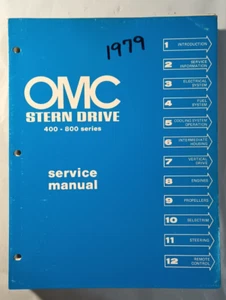 1979
OMC
STERN DRIVE
400 - 800 series
service
manual
1 INTRODUCTION
2 SERVICE
INFORMATION
3 ELECTRICAL
SYSTEM
4 FUEL
SYSTEM
5 COOLING SYSTEM
OPERATION
6 INTERMEDIATE
HOUSING
7 VERTICAL
DRIVE
8 ENGINES
9 PROPELLERS
10 SELECTRIM
11 STEERING
12 REMOTE
CONTROL